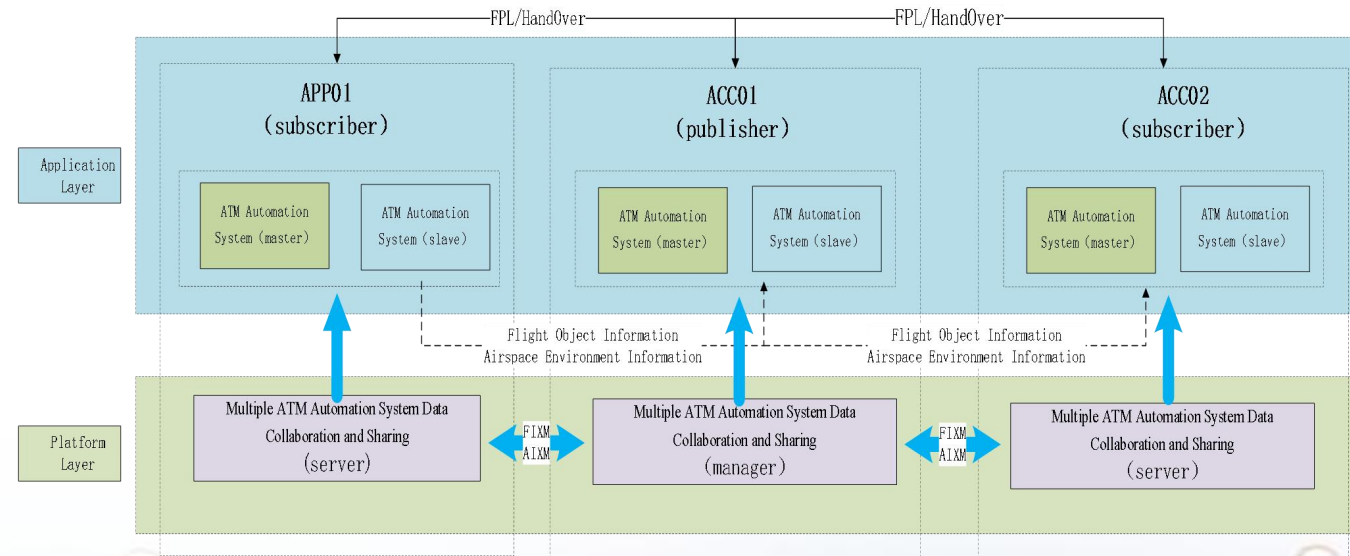 FPL/HandOver
FPL/HandOver
APP01
(subscriber)
ACC01
(publisher)
ACC02
(subscriber)
Application
Layer
ATM Automation
System(master)
ATM Automation
System(slave)
ATM Automation
System(master)
ATM Automation
System(slave)
ATM Automation
System(master)
ATM Automation
System(slave)
Flight Object Information
Airspace Environment Information
Flight Object Information
Airspace Environment Information
Platform
Layer
Multiple ATM Automation System Data
Collaboration and Sharing
(server)
FIXM
AIXM
Multiple ATM Automation System Data
Collaboration and Sharing
(manager)
FIXM
AIXM
Multiple ATM Automation System Data
Collaboration and Sharing
(server)